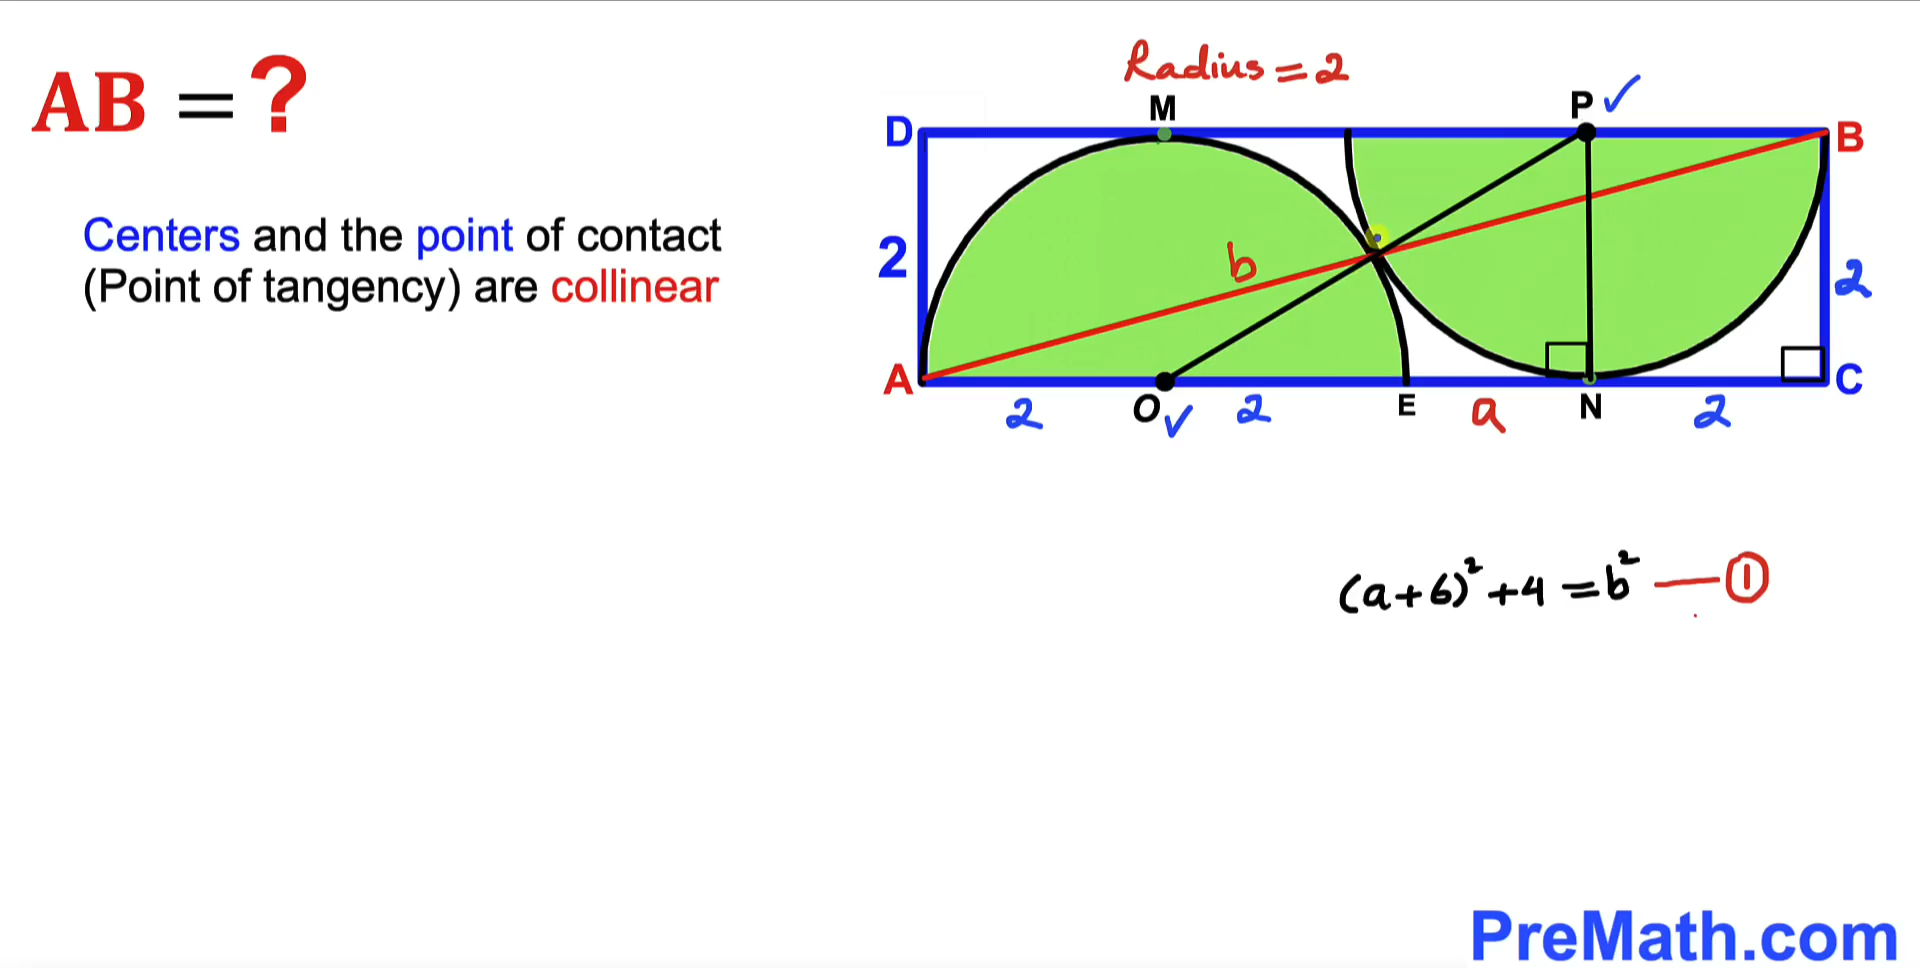 AB = ?
Centers and the point of contact
(Point of tangency) are collinear
Radius = 2
M
P ✓
D
B
2
b
2
A
C
2
O ✓
2
E
a
N
2
(a+6)² +4 = b² — ①
PreMath.com